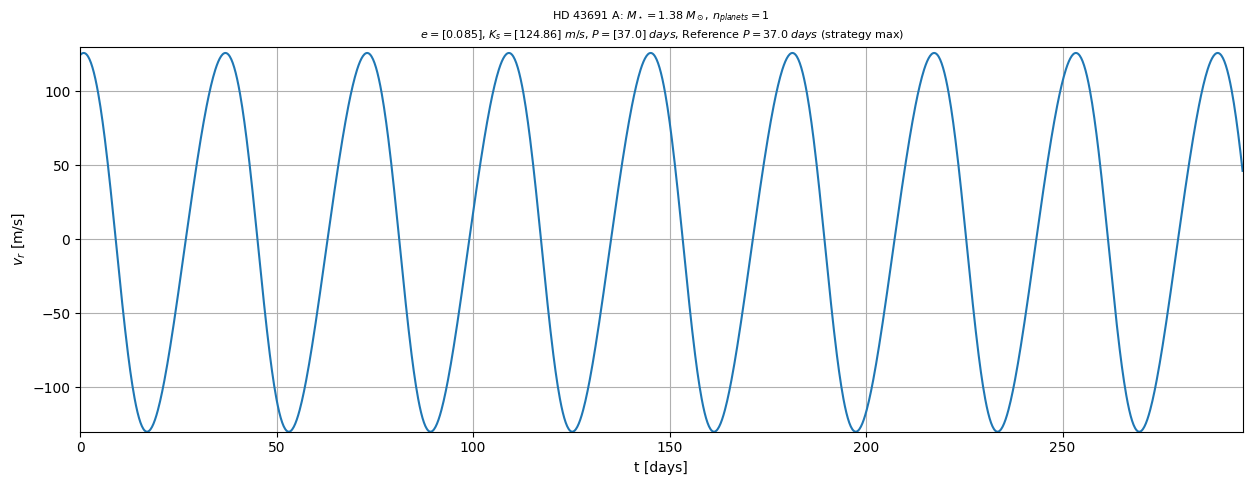 HD 43691 A: $M_\star = 1.38\ M_\odot$, $n_{planets} = 1$
$e = [0.085]$, $K_s = [124.86]\ m/s$, $P = [37.0]\ days$, Reference $P = 37.0\ days$ (strategy max)
100
50
0
−50
−100
$v_r$ [m/s]
0 50 100 150 200 250
t [days]